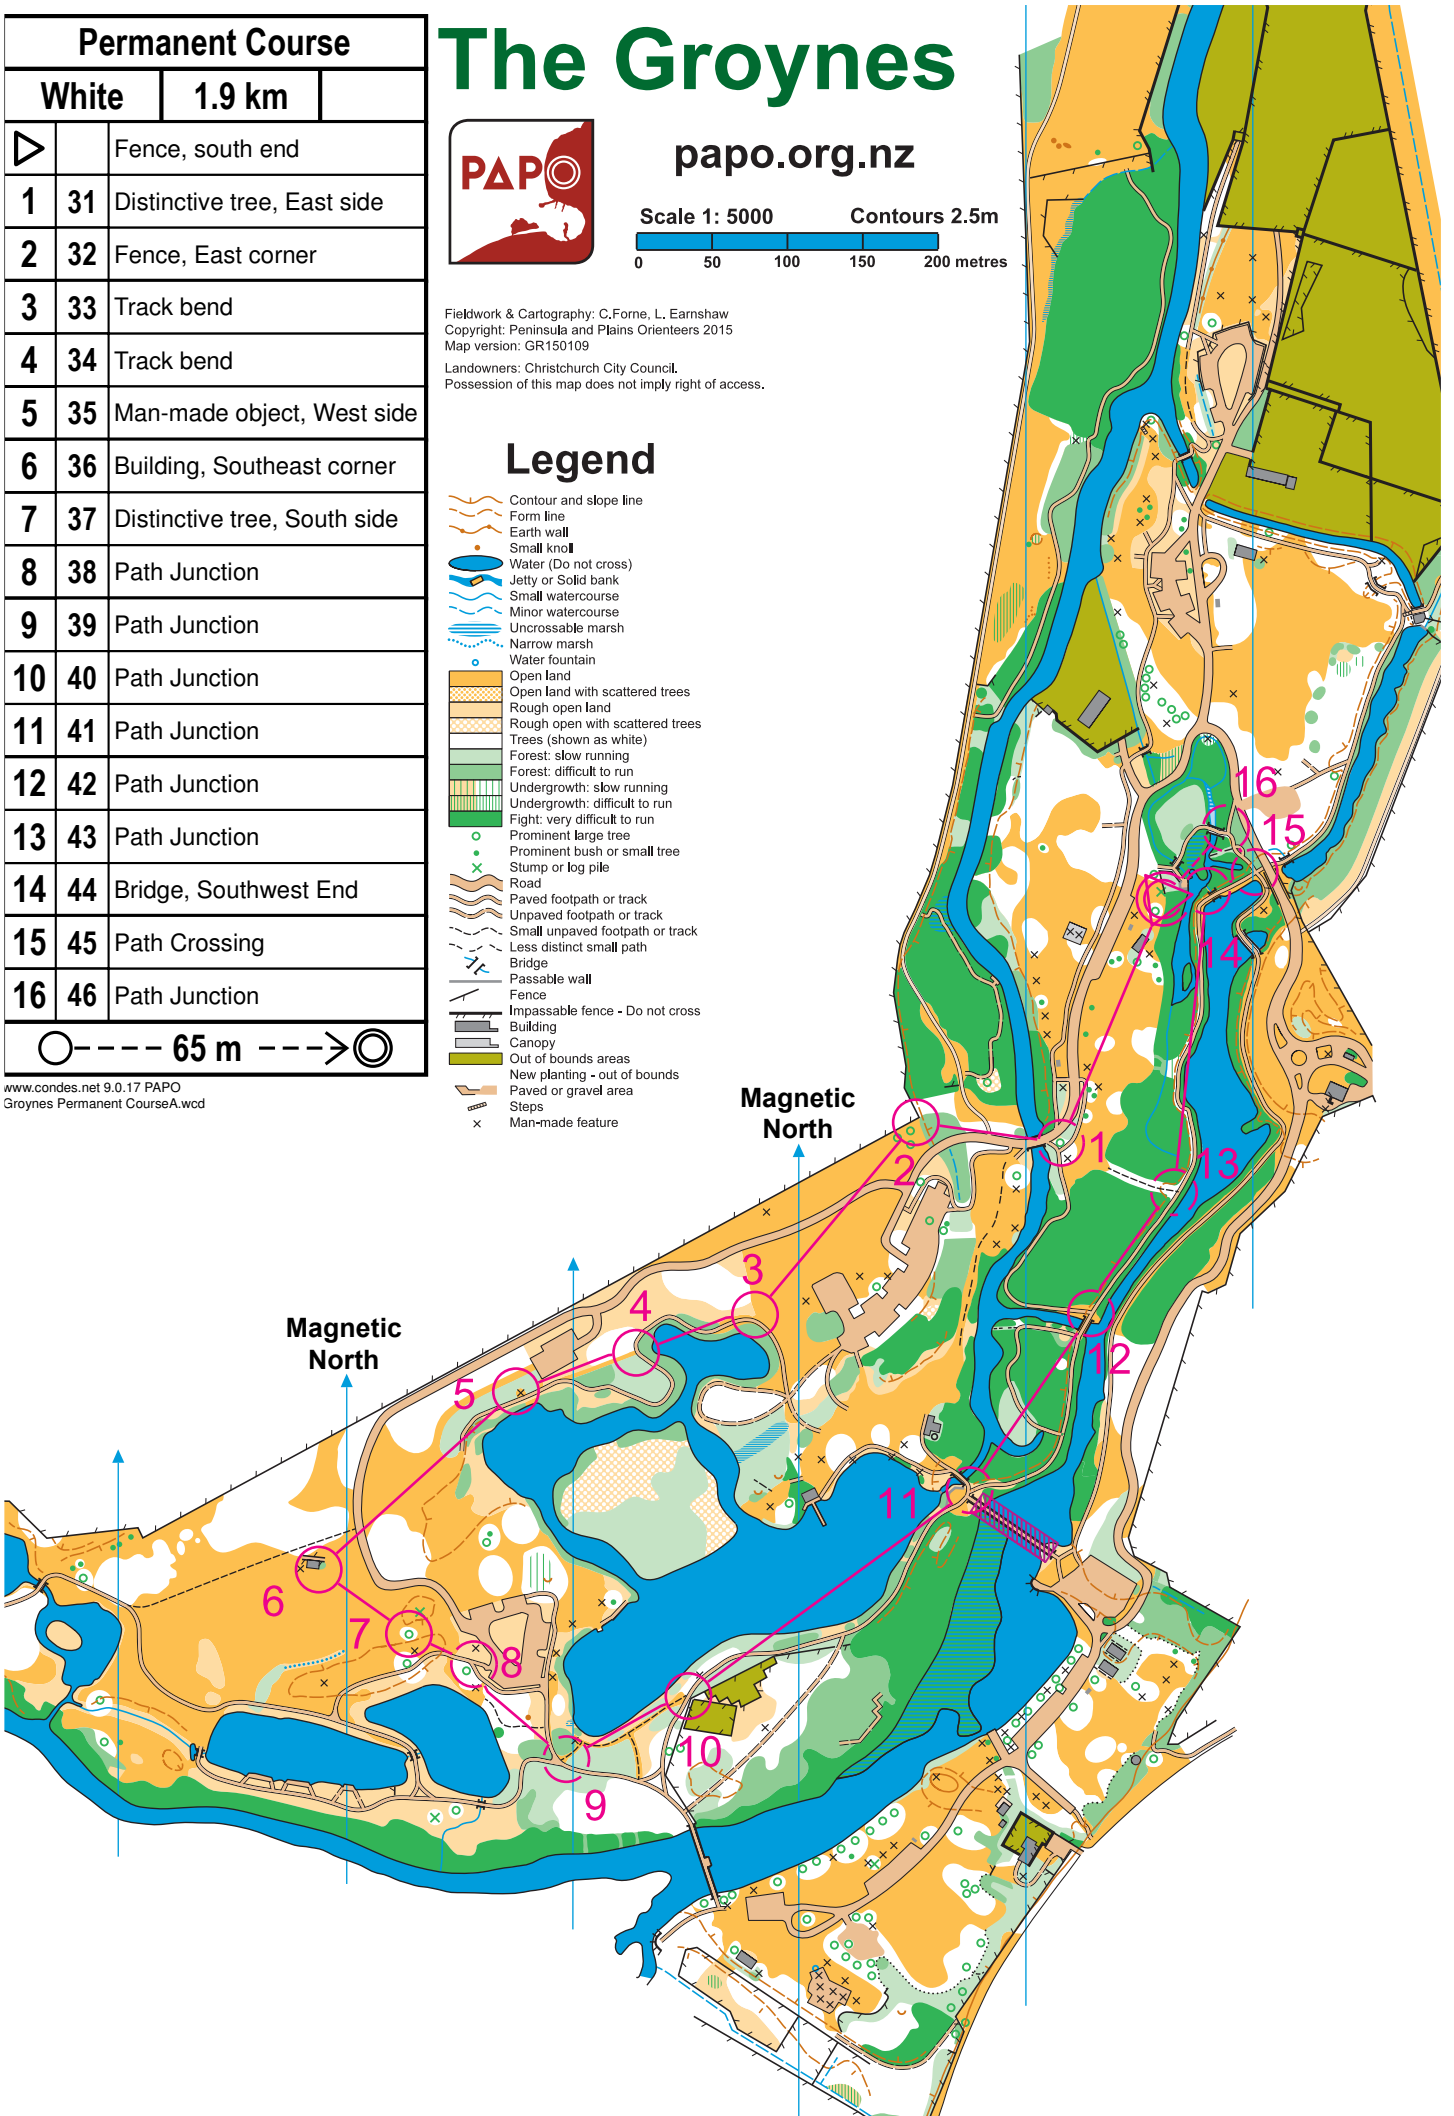 Permanent Course
White 1.9 km
Fence, south end
1 31 Distinctive tree, East side
2 32 Fence, East corner
3 33 Track bend
4 34 Track bend
5 35 Man-made object, West side
6 36 Building, Southeast corner
7 37 Distinctive tree, South side
8 38 Path Junction
9 39 Path Junction
10 40 Path Junction
11 41 Path Junction
12 42 Path Junction
13 43 Path Junction
14 44 Bridge, Southwest End
15 45 Path Crossing
16 46 Path Junction
65 m
www.condes.net 9.0.17 PAPO
Groynes Permanent CourseA.wcd
The Groynes
PAPO
papo.org.nz
Scale 1: 5000 Contours 2.5m
0 50 100 150 200 metres
Fieldwork & Cartography: C.Forne, L. Earnshaw
Copyright: Peninsula and Plains Orienteers 2015
Map version: GR150109
Landowners: Christchurch City Council.
Possession of this map does not imply right of access.
Legend
Contour and slope line
Form line
Earth wall
Small knoll
Water (Do not cross)
Jetty or Solid bank
Small watercourse
Minor watercourse
Uncrossable marsh
Narrow marsh
Water fountain
Open land
Open land with scattered trees
Rough open land
Rough open with scattered trees
Trees (shown as white)
Forest: slow running
Forest: difficult to run
Undergrowth: slow running
Undergrowth: difficult to run
Fight: very difficult to run
Prominent large tree
Prominent bush or small tree
Stump or log pile
Road
Paved footpath or track
Unpaved footpath or track
Small unpaved footpath or track
Less distinct small path
Bridge
Passable wall
Fence
Impassable fence - Do not cross
Building
Canopy
Out of bounds areas
New planting - out of bounds
Paved or gravel area
Steps
Man-made feature
Magnetic
North
Magnetic
North
16
15
14
1
2
13
3
4
12
5
11
6
7
8
10
9